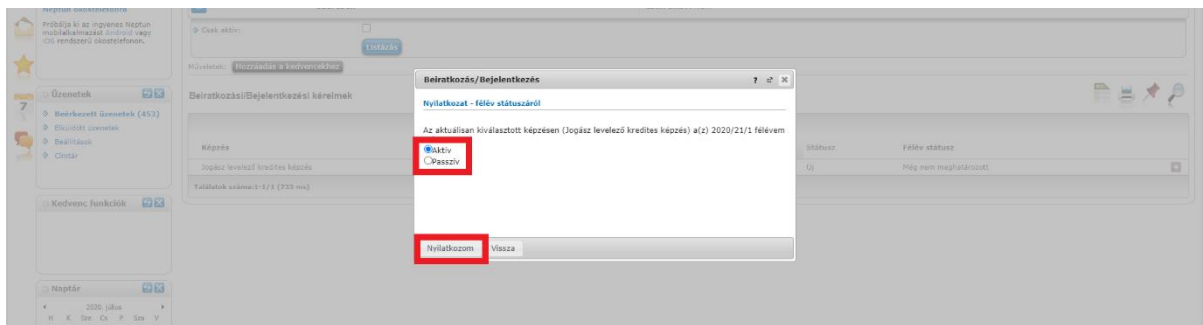 Neptun okostelefonra
Próbálja ki az ingyenes Neptun
mobilalkalmazást Android vagy
iOS rendszerű okostelefonon.
Csak aktív:
Listázás
Műveletek: Hozzáadás a kedvencekhez
Üzenetek
Beérkezett üzenetek (453)
Elküldött üzenetek
Beállítások
Címtár
7
Kedvenc funkciók
Naptár
2020. július
H K Sze Cs P Szo V
Beiratkozási/Bejelentkezési kérelmek
Képzés
Státusz
Félév státusz
Jogász levelező kredites képzés
Új
Még nem meghatározott
Találatok száma:1-1/1 (733 ms)
Beiratkozás/Bejelentkezés
?
Nyilatkozat - félév státuszáról
Az aktuálisan kiválasztott képzésen (Jogász levelező kredites képzés) a(z) 2020/21/1 félévem
Aktív
Passzív
Nyilatkozom
Vissza